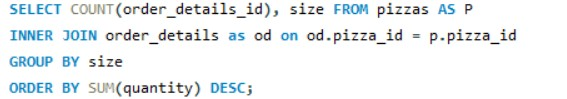 SELECT COUNT(order_details_id), size FROM pizzas AS P
INNER JOIN order_details as od on od.pizza_id = p.pizza_id
GROUP BY size
ORDER BY SUM(quantity) DESC;